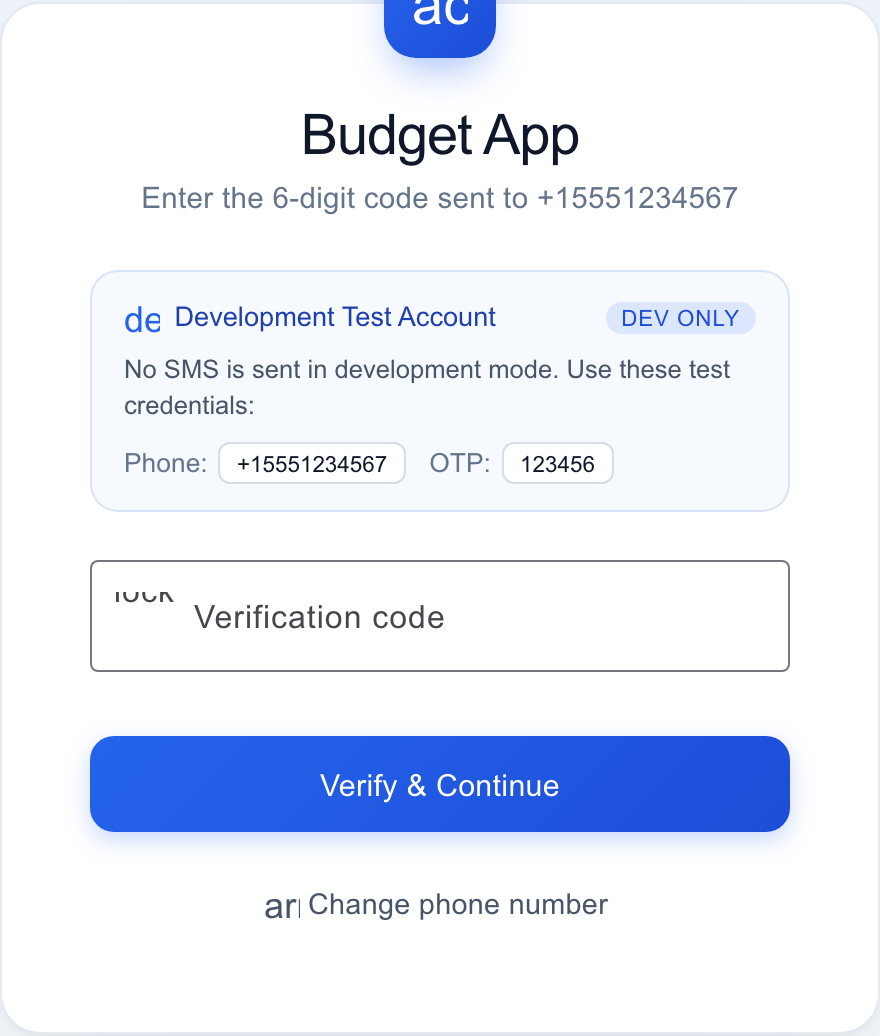 ac
Budget App
Enter the 6-digit code sent to +15551234567
de Development Test Account DEV ONLY
No SMS is sent in development mode. Use these test
credentials:
Phone: +15551234567 OTP: 123456
lock
Verification code
Verify & Continue
arr Change phone number